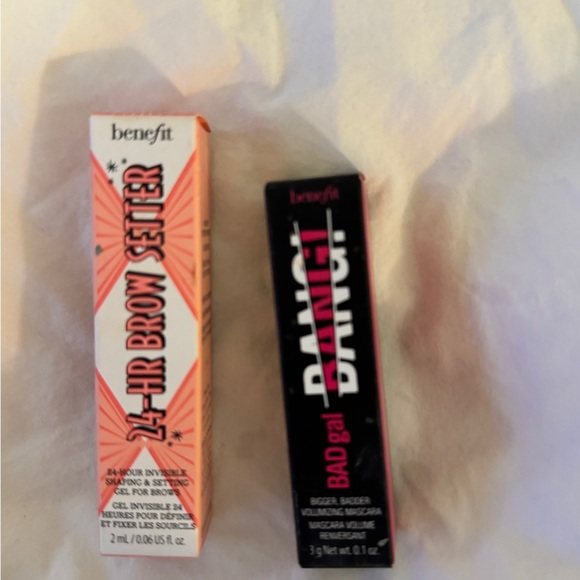 benefit
24-HR BROW SETTER
24-HOUR INVISIBLE
SHAPING & SETTING
GEL FOR BROWS
GEL INVISIBLE 24
HEURES POUR DÉFINIR
ET FIXER LES SOURCILS
2 mL / 0.06 US fl. oz.
benefit
BADgal BANG!
BIGGER, BADDER
VOLUMIZING MASCARA
MASCARA VOLUME
RENVERSANT
3 g Net wt. 0.1 oz.